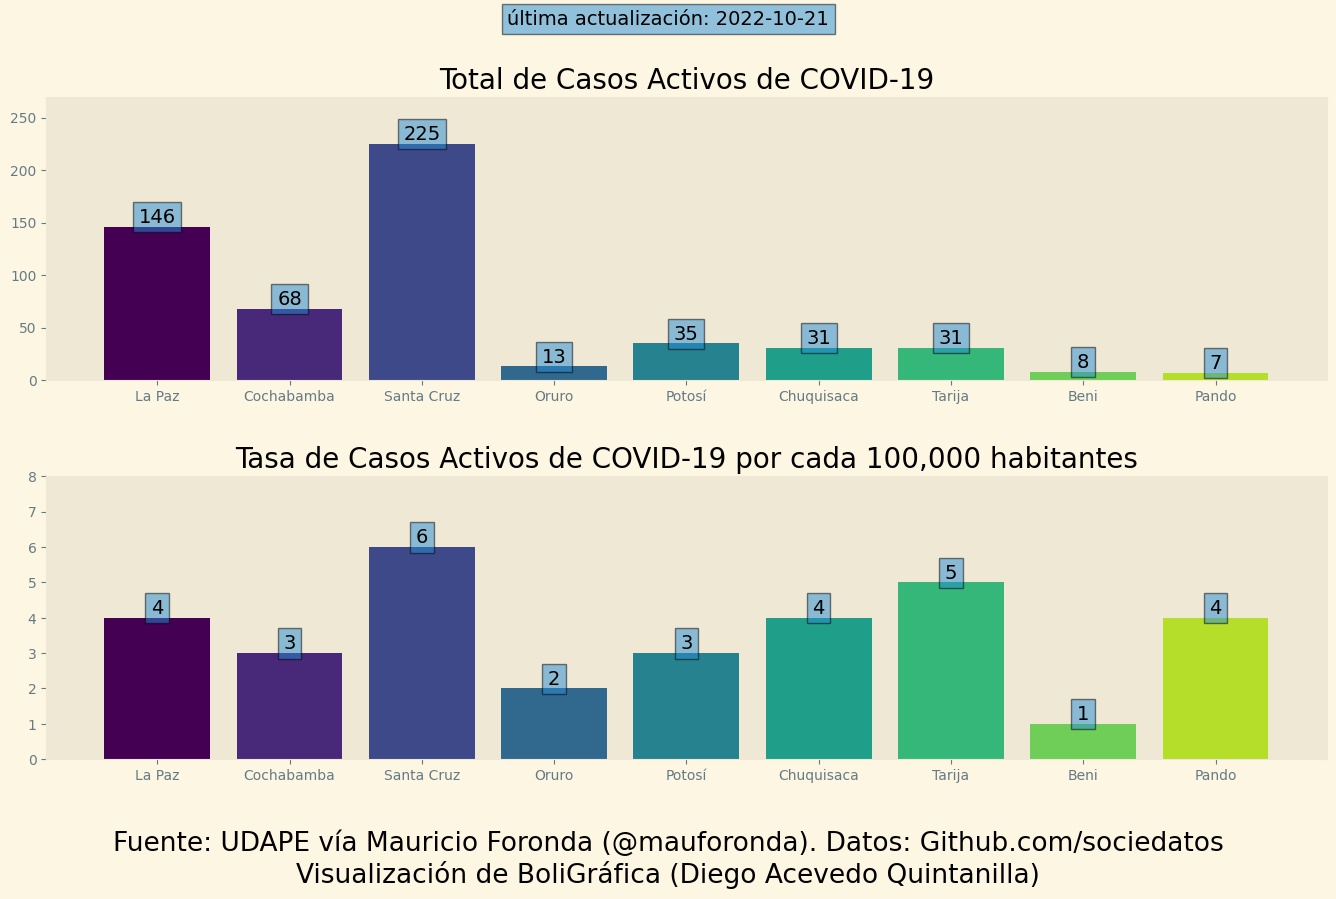 última actualización: 2022-10-21
Total de Casos Activos de COVID-19
250
200
150
100
50
0
146
68
225
13
35
31
31
8
7
La Paz
Cochabamba
Santa Cruz
Oruro
Potosí
Chuquisaca
Tarija
Beni
Pando
Tasa de Casos Activos de COVID-19 por cada 100,000 habitantes
8
7
6
5
4
3
2
1
0
4
3
6
2
3
4
5
1
4
La Paz
Cochabamba
Santa Cruz
Oruro
Potosí
Chuquisaca
Tarija
Beni
Pando
Fuente: UDAPE vía Mauricio Foronda (@mauforonda). Datos: Github.com/sociedatos
Visualización de BoliGráfica (Diego Acevedo Quintanilla)